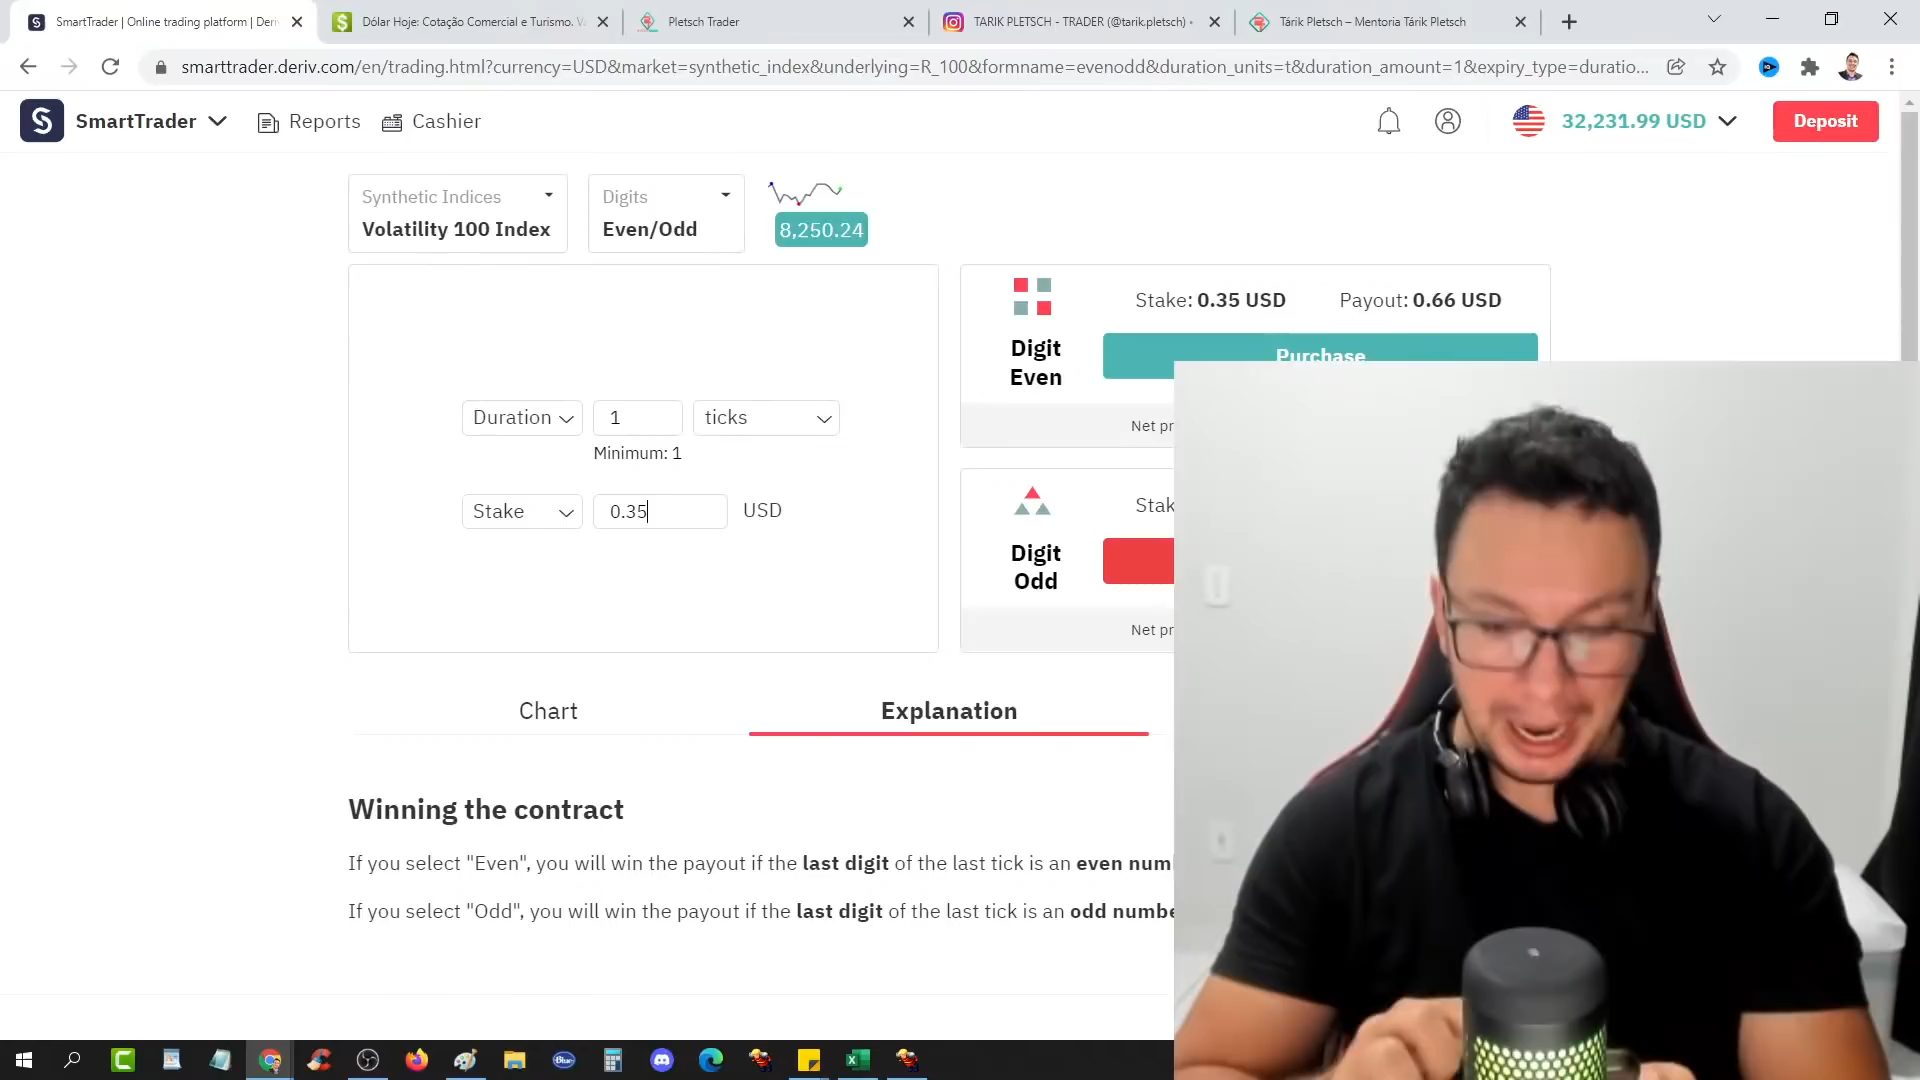 SmartTrader | Online trading platform | Deri
Dólar Hoje: Cotação Comercial e Turismo. V
Pletsch Trader
TARIK PLETSCH - TRADER (@tarik.pletsch) •
Tárik Pletsch – Mentoria Tárik Pletsch
smarttrader.deriv.com/en/trading.html?currency=USD&market=synthetic_index&underlying=R_100&formname=evenodd&duration_units=t&duration_amount=1&expiry_type=duratio...
SmartTrader
Reports
Cashier
32,231.99 USD
Deposit
Synthetic Indices
Volatility 100 Index
Digits
Even/Odd
8,250.24
Stake: 0.35 USD
Payout: 0.66 USD
Digit
Even
Purchase
Net pr
Duration
1
ticks
Minimum: 1
Stake
0.35
USD
Stak
Digit
Odd
Net pr
Chart
Explanation
Winning the contract
If you select "Even", you will win the payout if the last digit of the last tick is an even num
If you select "Odd", you will win the payout if the last digit of the last tick is an odd numbe
Blue